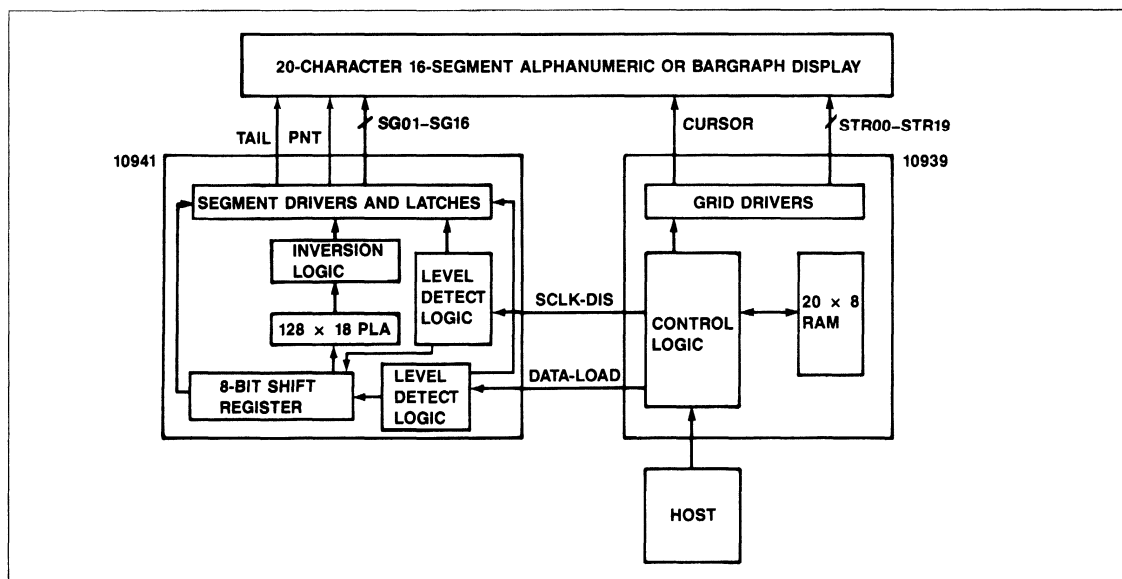 20-CHARACTER 16-SEGMENT ALPHANUMERIC OR BARGRAPH DISPLAY
TAIL
PNT
SG01–SG16
CURSOR
STR00–STR19
10941
10939
SEGMENT DRIVERS AND LATCHES
GRID DRIVERS
INVERSION
LOGIC
LEVEL
DETECT
LOGIC
SCLK-DIS
CONTROL
LOGIC
20 × 8
RAM
128 × 18 PLA
DATA-LOAD
8-BIT SHIFT
REGISTER
LEVEL
DETECT
LOGIC
HOST